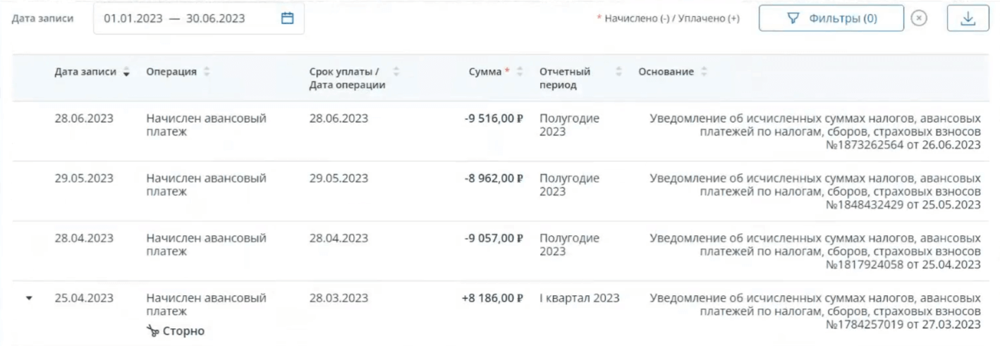 Дата записи 01.01.2023 — 30.06.2023 * Начислено (-) / Уплачено (+) Фильтры (0)
Дата записи Операция Срок уплаты / Сумма * Отчетный Основание
Дата операции период
28.06.2023 Начислен авансовый 28.06.2023 -9 516,00 ₽ Полугодие Уведомление об исчисленных суммах налогов, авансовых
платеж 2023 платежей по налогам, сборов, страховых взносов
№1873262564 от 26.06.2023
29.05.2023 Начислен авансовый 29.05.2023 -8 962,00 ₽ Полугодие Уведомление об исчисленных суммах налогов, авансовых
платеж 2023 платежей по налогам, сборов, страховых взносов
№1848432429 от 25.05.2023
28.04.2023 Начислен авансовый 28.04.2023 -9 057,00 ₽ Полугодие Уведомление об исчисленных суммах налогов, авансовых
платеж 2023 платежей по налогам, сборов, страховых взносов
№1817924058 от 25.04.2023
25.04.2023 Начислен авансовый 28.03.2023 +8 186,00 ₽ I квартал 2023 Уведомление об исчисленных суммах налогов, авансовых
платеж платежей по налогам, сборов, страховых взносов
Сторно №1784257019 от 27.03.2023